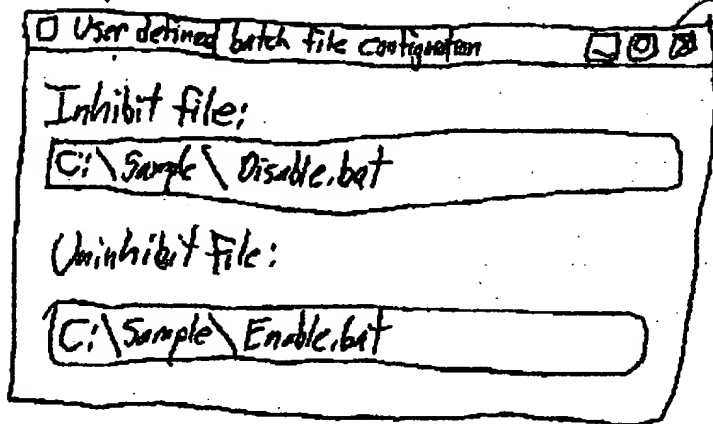 User defined batch file configuration
Inhibit file:
C:\Sample\Disable.bat
Uninhibit file:
C:\Sample\Enable.bat